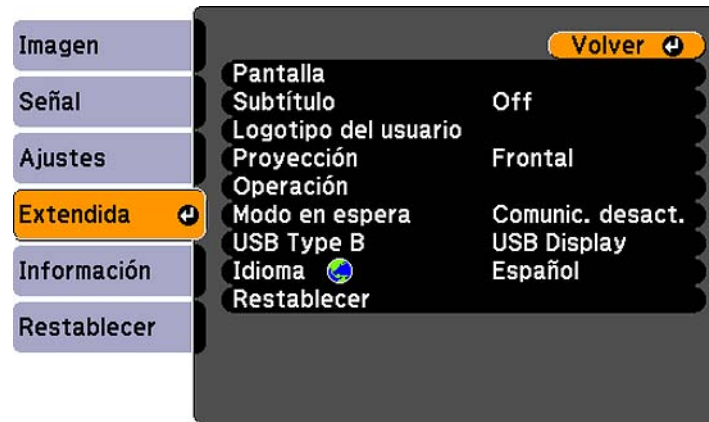 Imagen
Señal
Ajustes
Extendida
Información
Restablecer
Volver
Pantalla
Subtítulo Off
Logotipo del usuario
Proyección Frontal
Operación
Modo en espera Comunic. desact.
USB Type B USB Display
Idioma Español
Restablecer